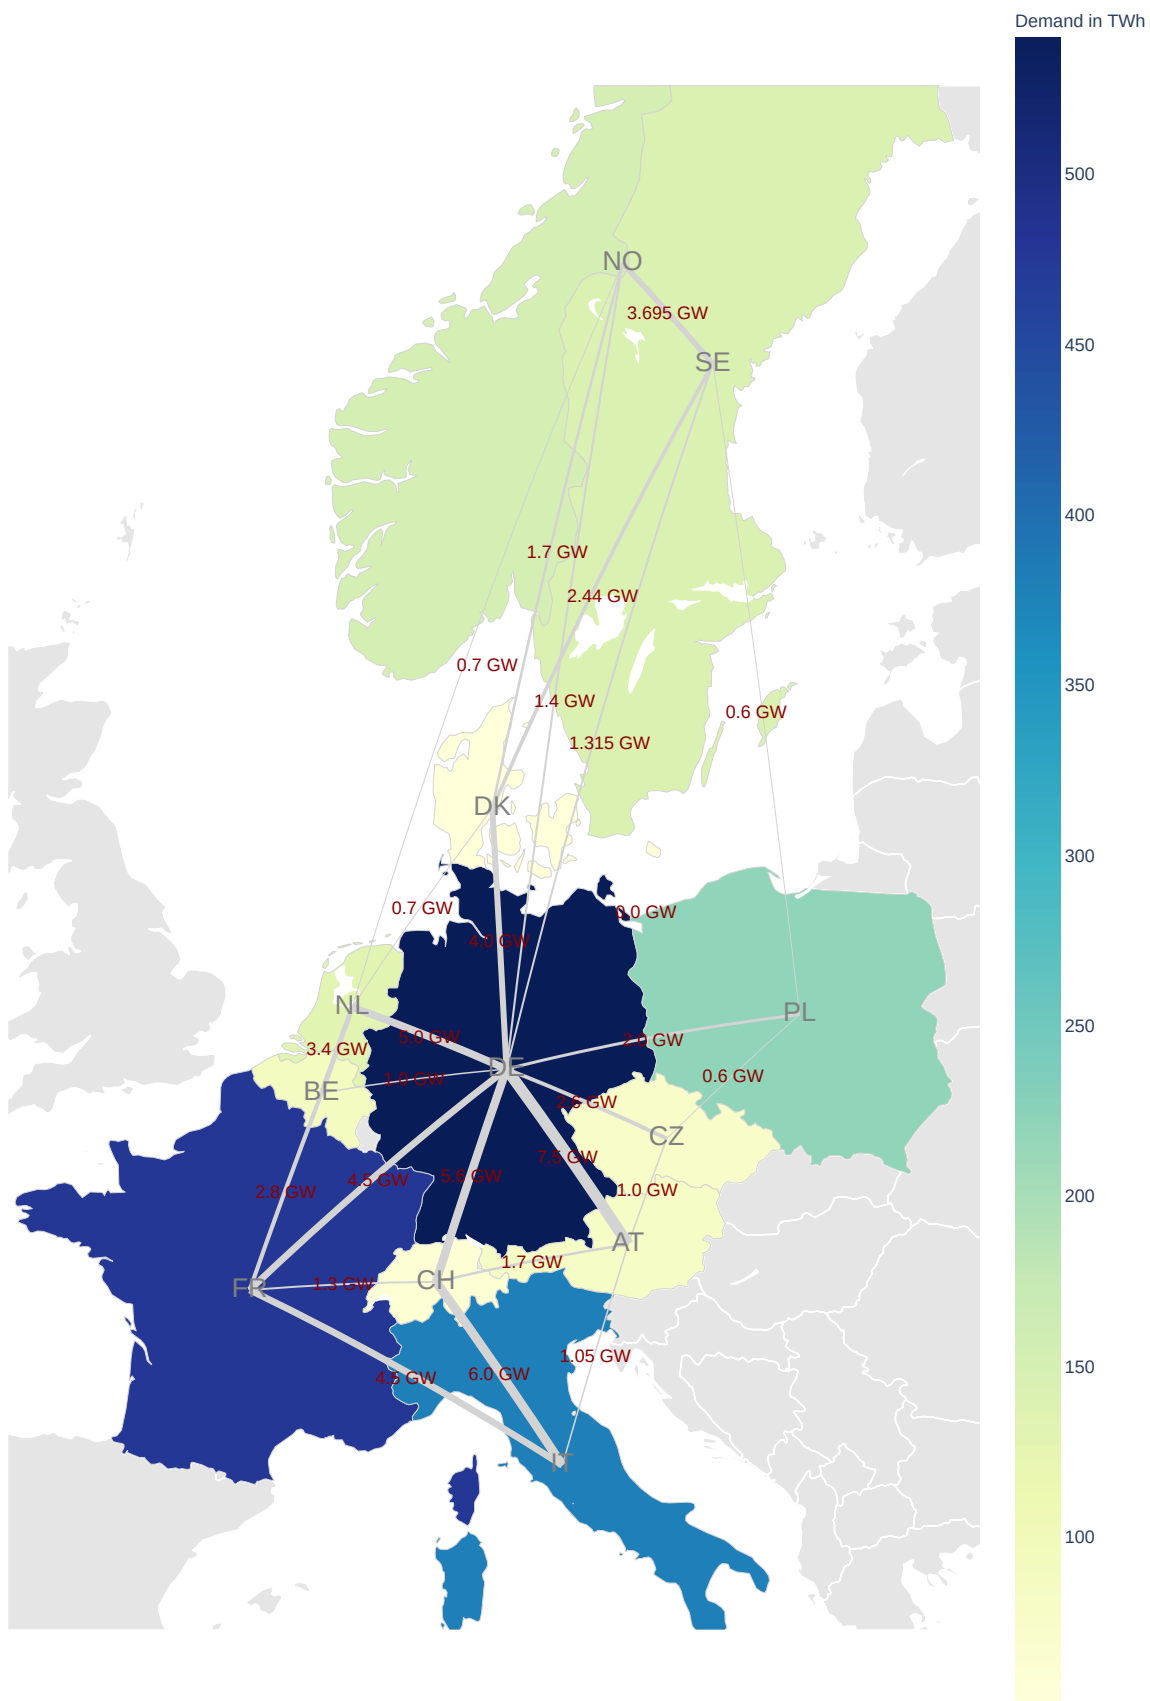 Demand in TWh
500
450
400
350
300
250
200
150
100
NO
3.695 GW
SE
1.7 GW
2.44 GW
0.7 GW
1.4 GW
0.6 GW
1.315 GW
DK
0.7 GW
0.0 GW
4.0 GW
NL
PL
5.0 GW
2.0 GW
3.4 GW
DE
1.0 GW
0.6 GW
BE
2.6 GW
CZ
7.5 GW
4.5 GW
5.6 GW
2.8 GW
1.0 GW
AT
1.7 GW
FR
1.3 GW
CH
1.05 GW
4.5 GW
6.0 GW
IT